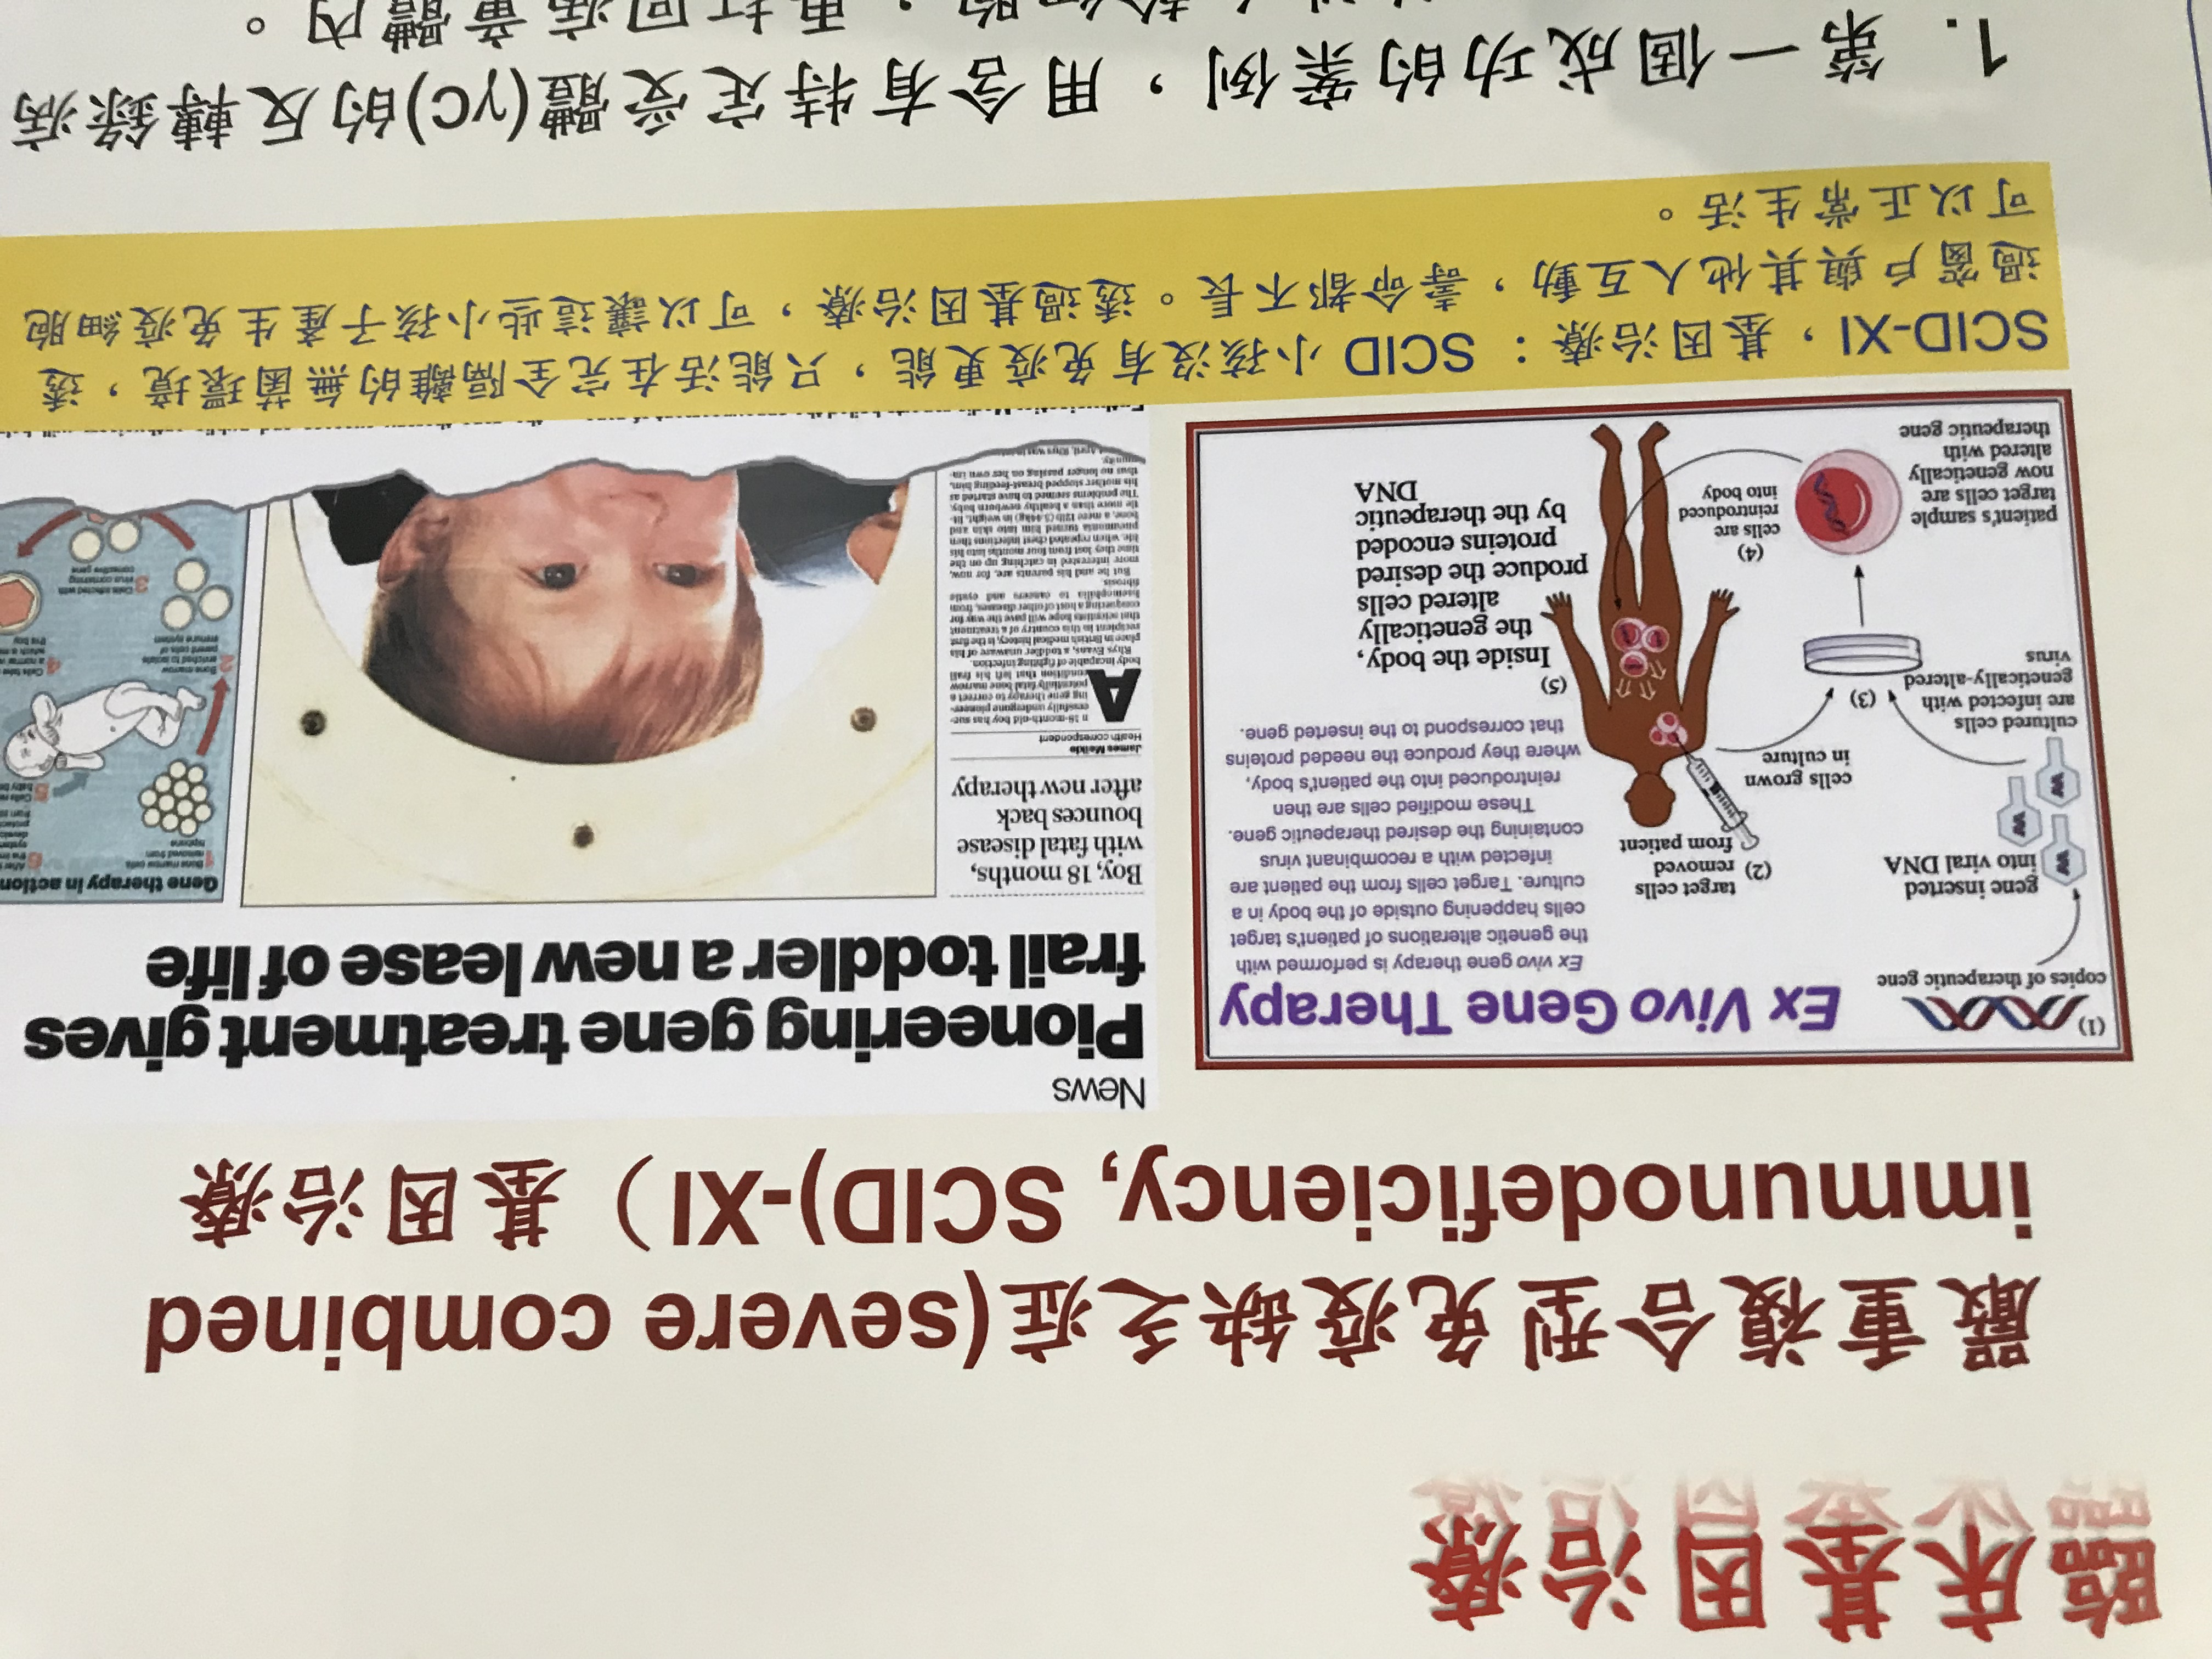 臨床基因治療
嚴重複合型免疫缺乏症(severe combined
immunodeficiency, SCID)-XI）基因治療
(1)
copies of therapeutic gene
Ex Vivo Gene Therapy
Ex vivo gene therapy is performed with
the genetic alterations of patient's target
cells happening outside of the body in a
culture. Target cells from the patient are
infected with a recombinant virus
containing the desired therapeutic gene.
These modified cells are then
reintroduced into the patient's body,
where they produce the needed proteins
that correspond to the inserted gene.
gene inserted
into viral DNA
(2)
target cells
removed
from patient
cells grown
in culture
cultured cells
are infected with
genetically-altered
virus
(3)
(4)
cells are
reintroduced
into body
patient's sample
target cells are
now genetically
altered with
therapeutic gene
(5)
Inside the body,
the genetically
altered cells
produce the desired
proteins encoded
by the therapeutic
DNA
News
Pioneering gene treatment gives
frail toddler a new lease of life
Boy, 18 months,
with fatal disease
bounces back
after new therapy
James Meikle
Health correspondent
An 18-month-old boy has suc-
cessfully undergone pioneer-
ing gene therapy to correct a
potentially fatal bone marrow
condition that left his frail
body incapable of fighting infection.
Rhys Evans, a toddler unaware of his
place in British medical history, is the first
recipient in this country of a treatment
that scientists hope will pave the way for
conquering a host of other diseases, from
haemophilia to cancers and cystic
fibrosis.
But he and his parents are, for now,
more interested in catching up on the
time they lost from four months into his
life, when repeated chest infections then
pneumonia turned him into skin and
bone, a mere 12lb (5.44kg) in weight, lit-
tle more than a healthy newborn baby.
The problems seemed to have started as
his mother stopped breast-feeding him,
thus no longer passing on her own im-
munity.
April, Rhys was
Gene therapy in action
1 Bone marrow cells
removed from
hipbone
2 Bone marrow
enriched to isolate
parent cells of
immune system
3 Cells infected with
virus containing
corrective gene
4 Cells take
a normal
5 Cells
6 After
SCID-XI，基因治療： SCID 小孩沒有免疫更能，只能活在完全隔離的無菌環境，透
過窗戶與其他人互動，壽命都不長。透過基因治療，可以讓這些小孩子產生免疫細胞
可以正常生活。
1. 第一個成功的案例，用含有特定受體(γC)的反轉錄病
幹細胞，再打回病童體內。